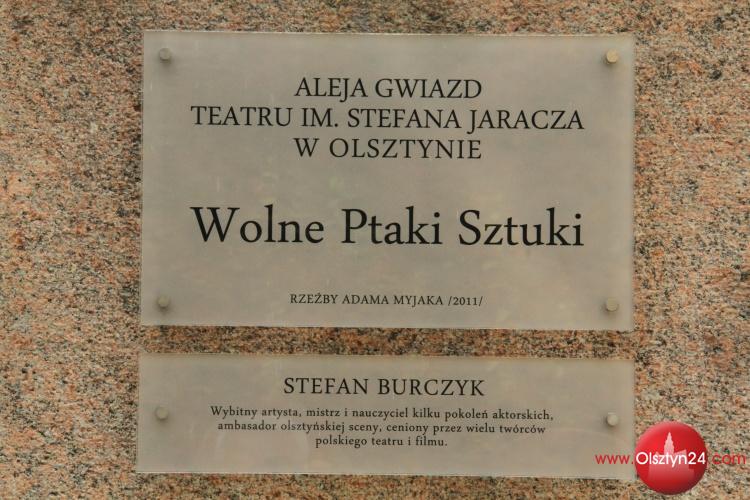 ALEJA GWIAZD
TEATRU IM. STEFANA JARACZA
W OLSZTYNIE
Wolne Ptaki Sztuki
RZEŹBY ADAMA MYJAKA /2011/
STEFAN BURCZYK
Wybitny artysta, mistrz i nauczyciel kilku pokoleń aktorskich,
ambasador olsztyńskiej sceny, ceniony przez wielu twórców
polskiego teatru i filmu.
www.Olsztyn24.com